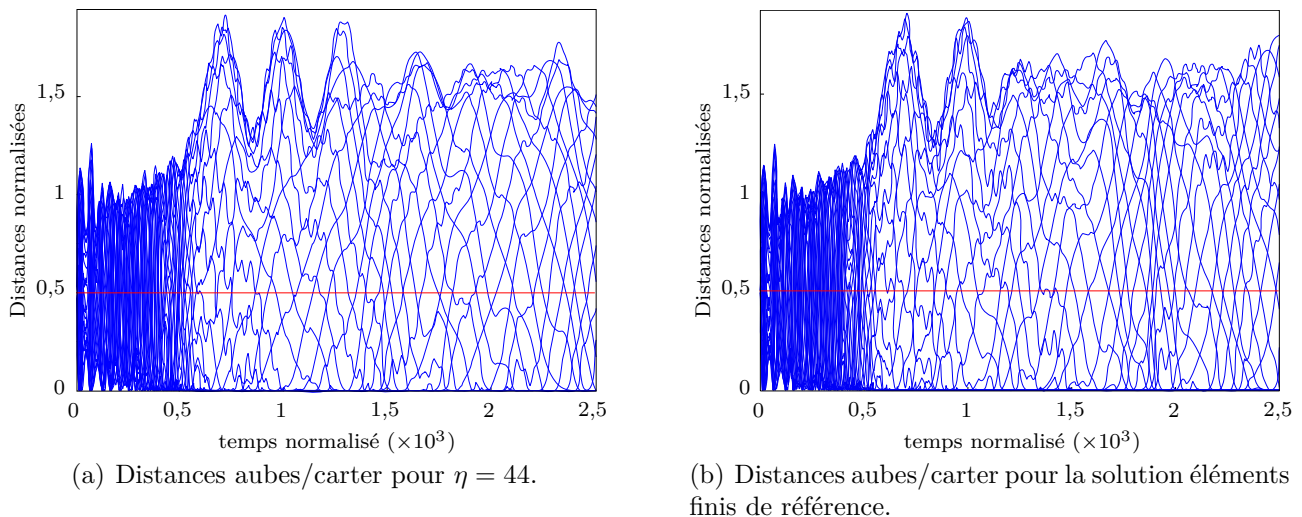 Distances normalisées
1,5
1
0,5
0
0 0,5 1 1,5 2 2,5
temps normalisé (×10³)
(a) Distances aubes/carter pour η = 44.
Distances normalisées
1,5
1
0,5
0
0 0,5 1 1,5 2 2,5
temps normalisé (×10³)
(b) Distances aubes/carter pour la solution éléments
finis de référence.